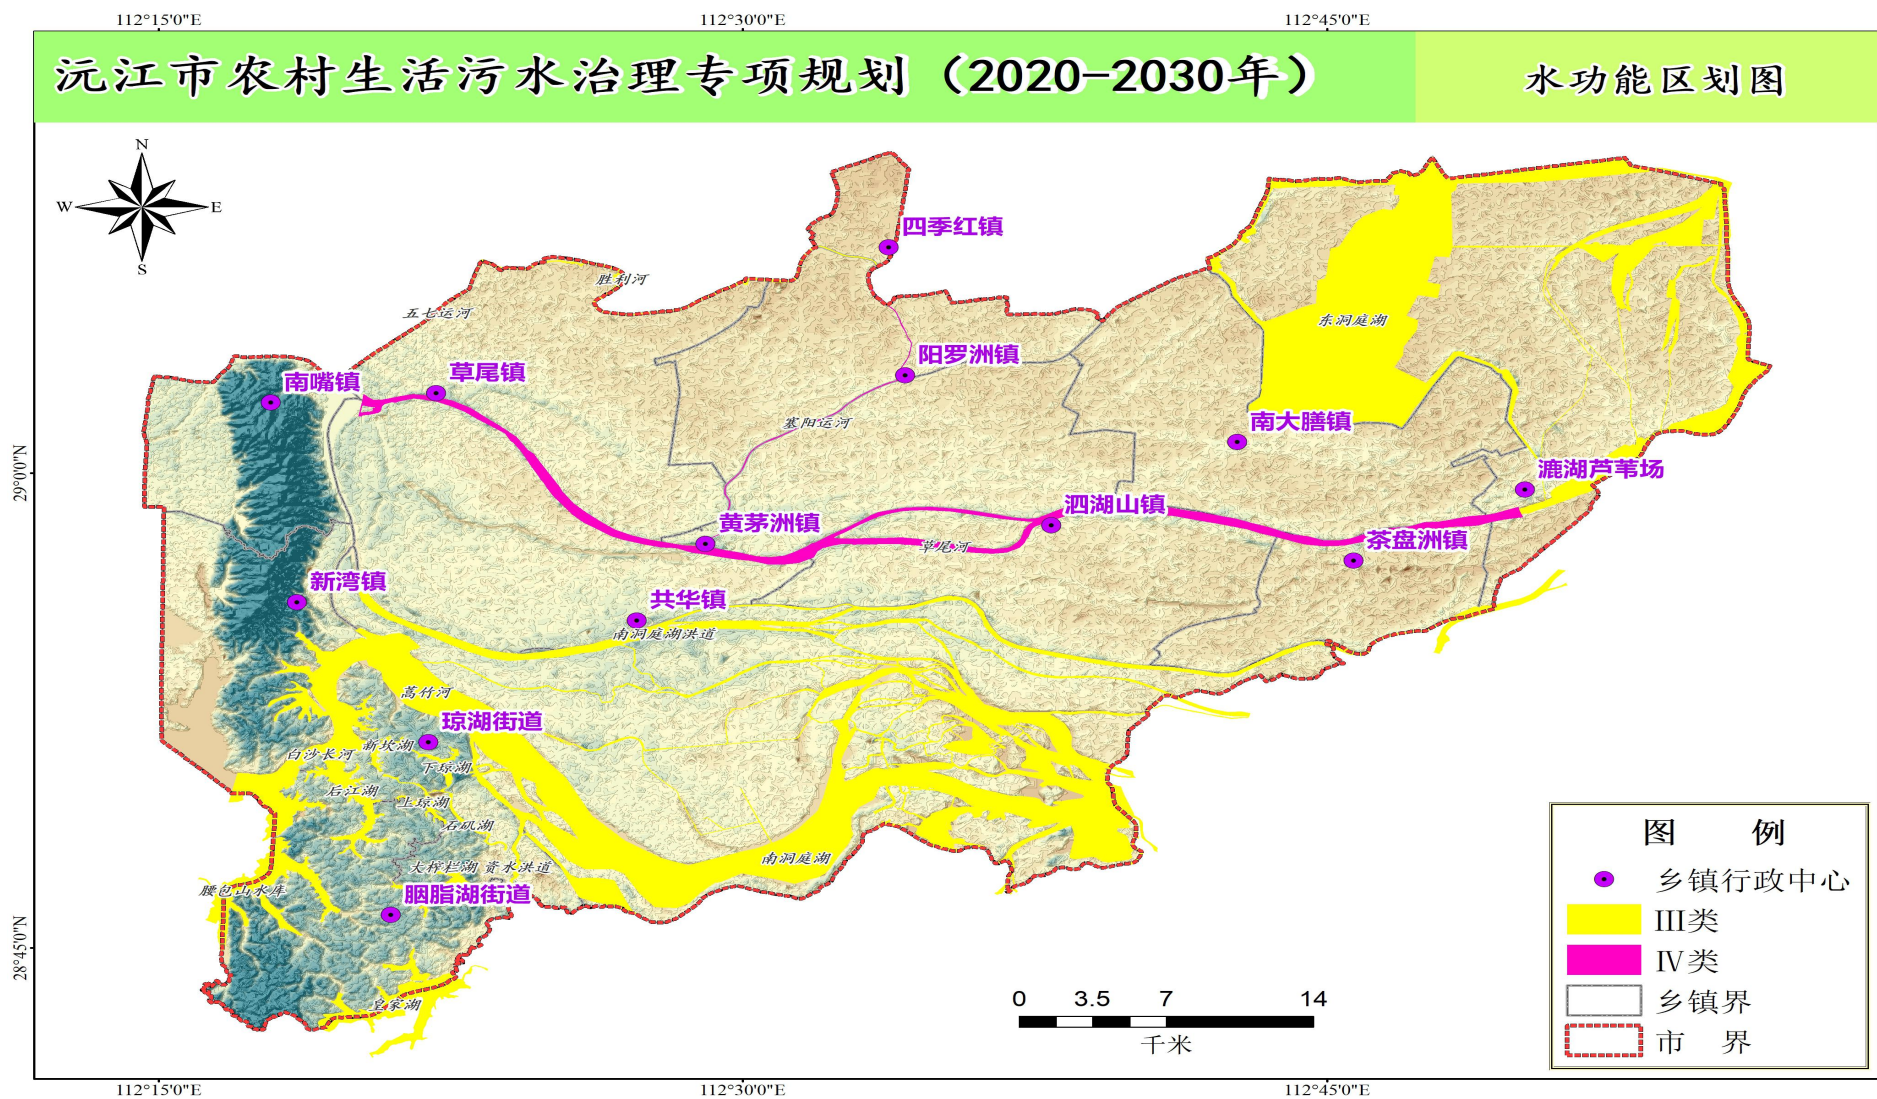 112°15'0"E
112°30'0"E
112°45'0"E
沅江市农村生活污水治理专项规划（2020-2030年）
水功能区划图
N
W
E
S
四季红镇
胜利河
五七运河
东洞庭湖
阳罗洲镇
草尾镇
南嘴镇
塞阳运河
南大膳镇
漉湖芦苇场
29°0'0"N
泗湖山镇
黄茅洲镇
草尾河
茶盘洲镇
新湾镇
共华镇
南洞庭湖洪道
蒿竹河
琼湖街道
新坎湖
白沙长河
下琼湖
后江湖
上琼湖
石矶湖
南洞庭湖
大榨栏湖
资水洪道
腰包山水库
胭脂湖街道
28°45'0"N
皇家湖
0 3.5 7 14
千米
图 例
乡镇行政中心
III类
IV类
乡镇界
市 界
112°15'0"E
112°30'0"E
112°45'0"E